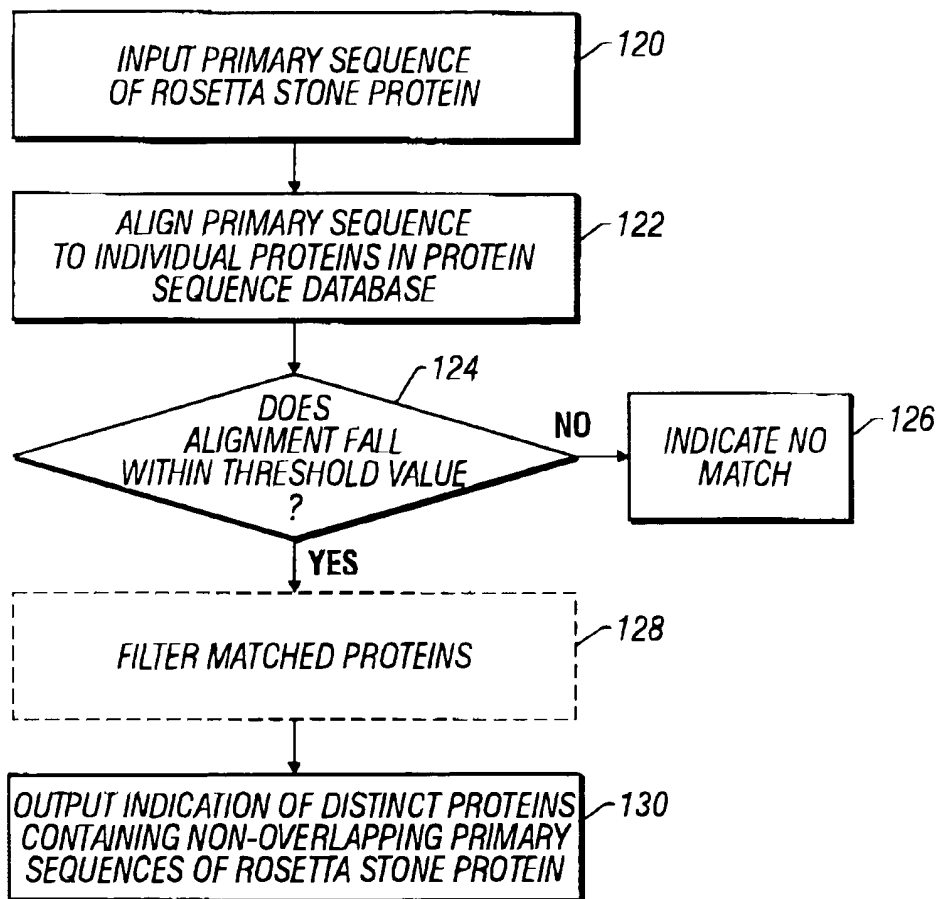 INPUT PRIMARY SEQUENCE
OF ROSETTA STONE PROTEIN
120
ALIGN PRIMARY SEQUENCE
TO INDIVIDUAL PROTEINS IN PROTEIN
SEQUENCE DATABASE
122
124
DOES
ALIGNMENT FALL
WITHIN THRESHOLD VALUE
?
NO
INDICATE NO
MATCH
126
YES
FILTER MATCHED PROTEINS
128
OUTPUT INDICATION OF DISTINCT PROTEINS
CONTAINING NON-OVERLAPPING PRIMARY
SEQUENCES OF ROSETTA STONE PROTEIN
130